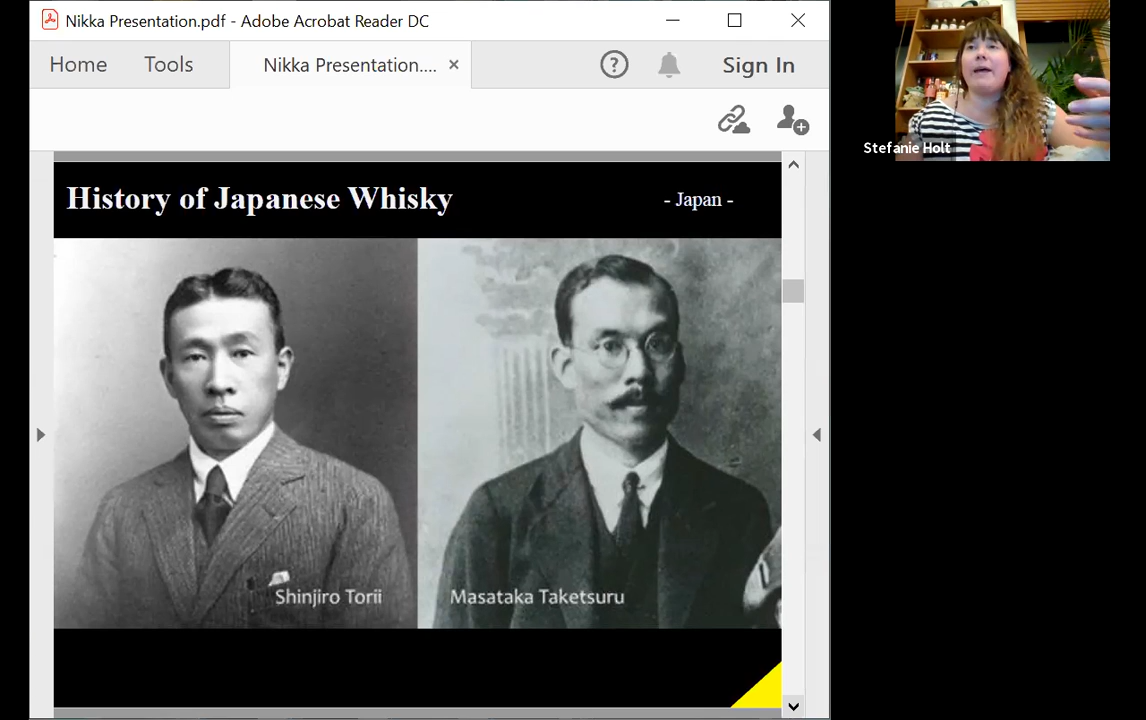 Nikka Presentation.pdf - Adobe Acrobat Reader DC
Home Tools Nikka Presentation.... × ? Sign In
Stefanie Holt
History of Japanese Whisky - Japan -
Shinjiro Torii Masataka Taketsuru